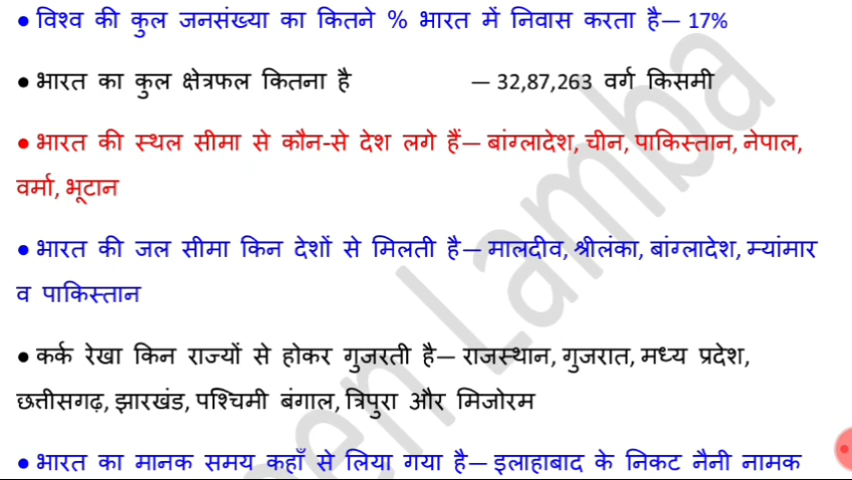 ● विश्व की कुल जनसंख्या का कितने % भारत में निवास करता है— 17%
● भारत का कुल क्षेत्रफल कितना है — 32,87,263 वर्ग किसमी
● भारत की स्थल सीमा से कौन-से देश लगे हैं— बांग्लादेश, चीन, पाकिस्तान, नेपाल,
वर्मा, भूटान
● भारत की जल सीमा किन देशों से मिलती है— मालदीव, श्रीलंका, बांग्लादेश, म्यांमार
व पाकिस्तान
● कर्क रेखा किन राज्यों से होकर गुजरती है— राजस्थान, गुजरात, मध्य प्रदेश,
छत्तीसगढ़, झारखंड, पश्चिमी बंगाल, त्रिपुरा और मिजोरम
● भारत का मानक समय कहाँ से लिया गया है— इलाहाबाद के निकट नैनी नामक
een Lamba